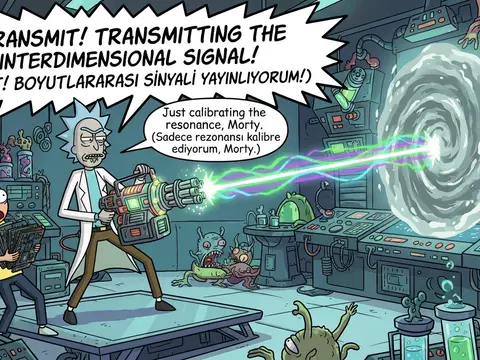 RANSMIT! TRANSMITTING THE
INTERDIMENSIONAL SIGNAL!
! BOYUTLARARASI SİNYALİ YAYINLIYORUM!)
Just calibrating the
resonance, Morty.
(Sadece rezonansı kalibre
ediyorum, Morty.)